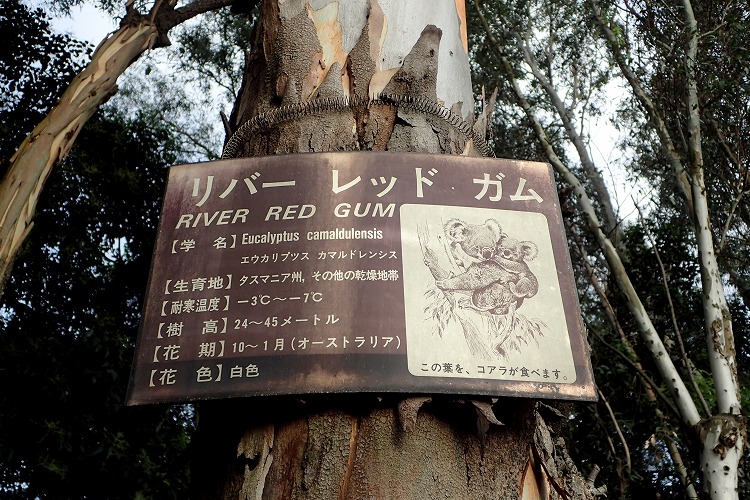 リバー レッド ガム
RIVER RED GUM
【学　名】Eucalyptus camaldulensis
エウカリプツス カマルドレンシス
【生育地】タスマニア州, その他の乾燥地帯
【耐寒温度】－3℃～－7℃
【樹　高】24～45メートル
【花　期】10～1月（オーストラリア）
【花　色】白色
この葉を、コアラが食べます。